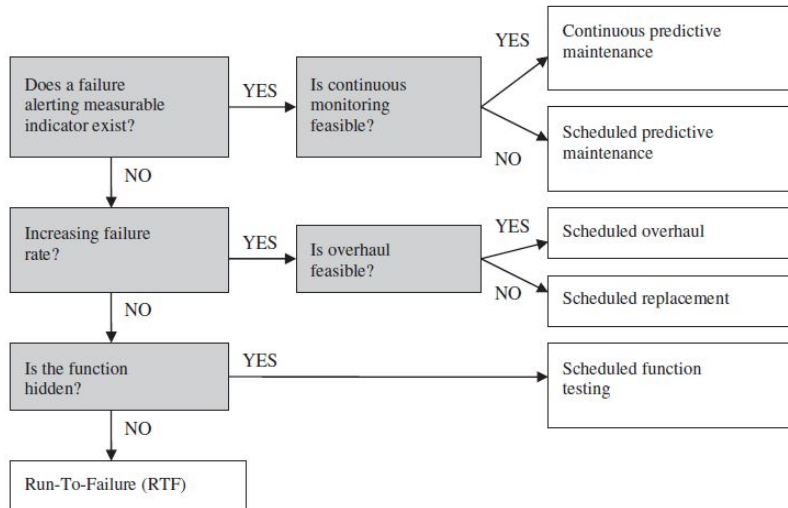 Does a failure
alerting measurable
indicator exist?
YES
Is continuous
monitoring
feasible?
YES
Continuous predictive
maintenance
NO
Scheduled predictive
maintenance
NO
Increasing failure
rate?
YES
Is overhaul
feasible?
YES
Scheduled overhaul
NO
Scheduled replacement
NO
Is the function
hidden?
YES
Scheduled function
testing
NO
Run-To-Failure (RTF)